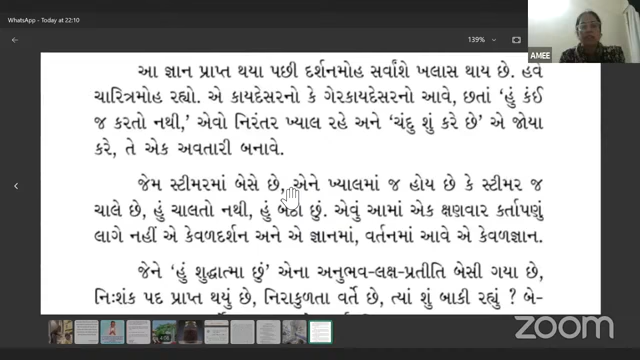 WhatsApp - Today at 22:10
139%
AMEE
આ જ્ઞાન પ્રાપ્ત થયા પછી દર્શનમોહ સર્વાંશે ખલાસ થાય છે. હવે
ચારિત્રમોહ રહ્યો. એ કાયદેસરનો કે ગેરકાયદેસરનો આવે, છતાં ‘હું કંઈ
જ કરતો નથી,’ એવો નિરંતર ખ્યાલ રહે અને ‘ચંદુ શું કરે છે’ એ જોયા
કરે, તે એક અવતારી બનાવે.
જેમ સ્ટીમરમાં બેસે છે, એને ખ્યાલમાં જ હોય છે કે સ્ટીમર જ
ચાલે છે, હું ચાલતો નથી, હું બેઠો છું. એવું આમાં એક ક્ષણવાર કર્તાપણું
લાગે નહીં એ કેવળદર્શન અને એ જ્ઞાનમાં, વર્તનમાં આવે એ કેવળજ્ઞાન.
જેને ‘હું શુદ્ધાત્મા છું’ એના અનુભવ-લક્ષ-પ્રતીતિ બેસી ગયા છે,
નિઃશંક પદ પ્રાપ્ત થયું છે, નિરાકુળતા વર્તે છે, ત્યાં શું બાકી રહ્યું ? બે-
zoom